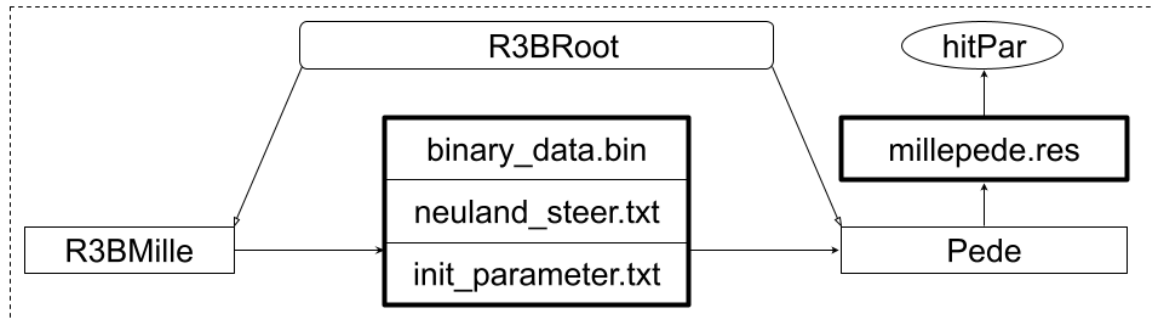 R3BRoot
hitPar
binary_data.bin
millepede.res
neuland_steer.txt
R3BMille
Pede
init_parameter.txt